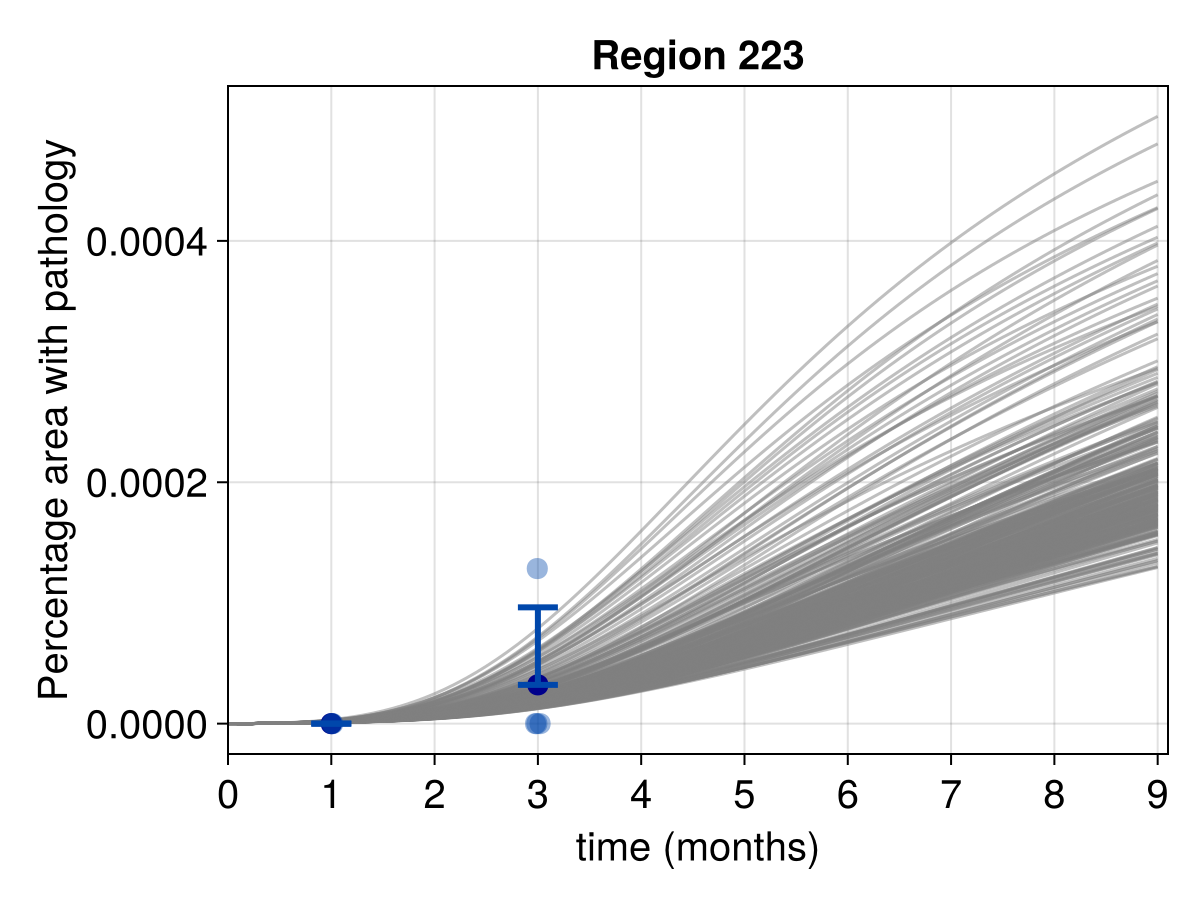 Region 223
Percentage area with pathology
0.0004
0.0002
0.0000
0 1 2 3 4 5 6 7 8 9
time (months)